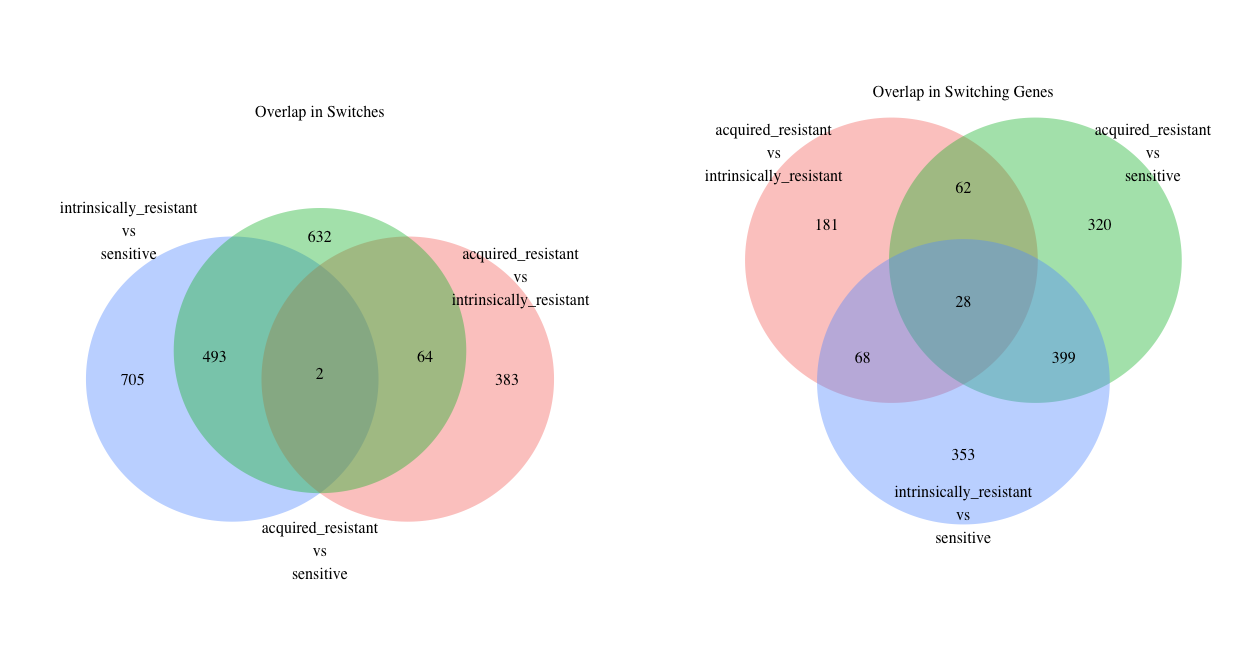 Overlap in Switches
intrinsically_resistant
vs
sensitive
632
acquired_resistant
vs
intrinsically_resistant
493
64
2
705
383
acquired_resistant
vs
sensitive
Overlap in Switching Genes
acquired_resistant
vs
intrinsically_resistant
acquired_resistant
vs
sensitive
62
181
320
28
68
399
353
intrinsically_resistant
vs
sensitive